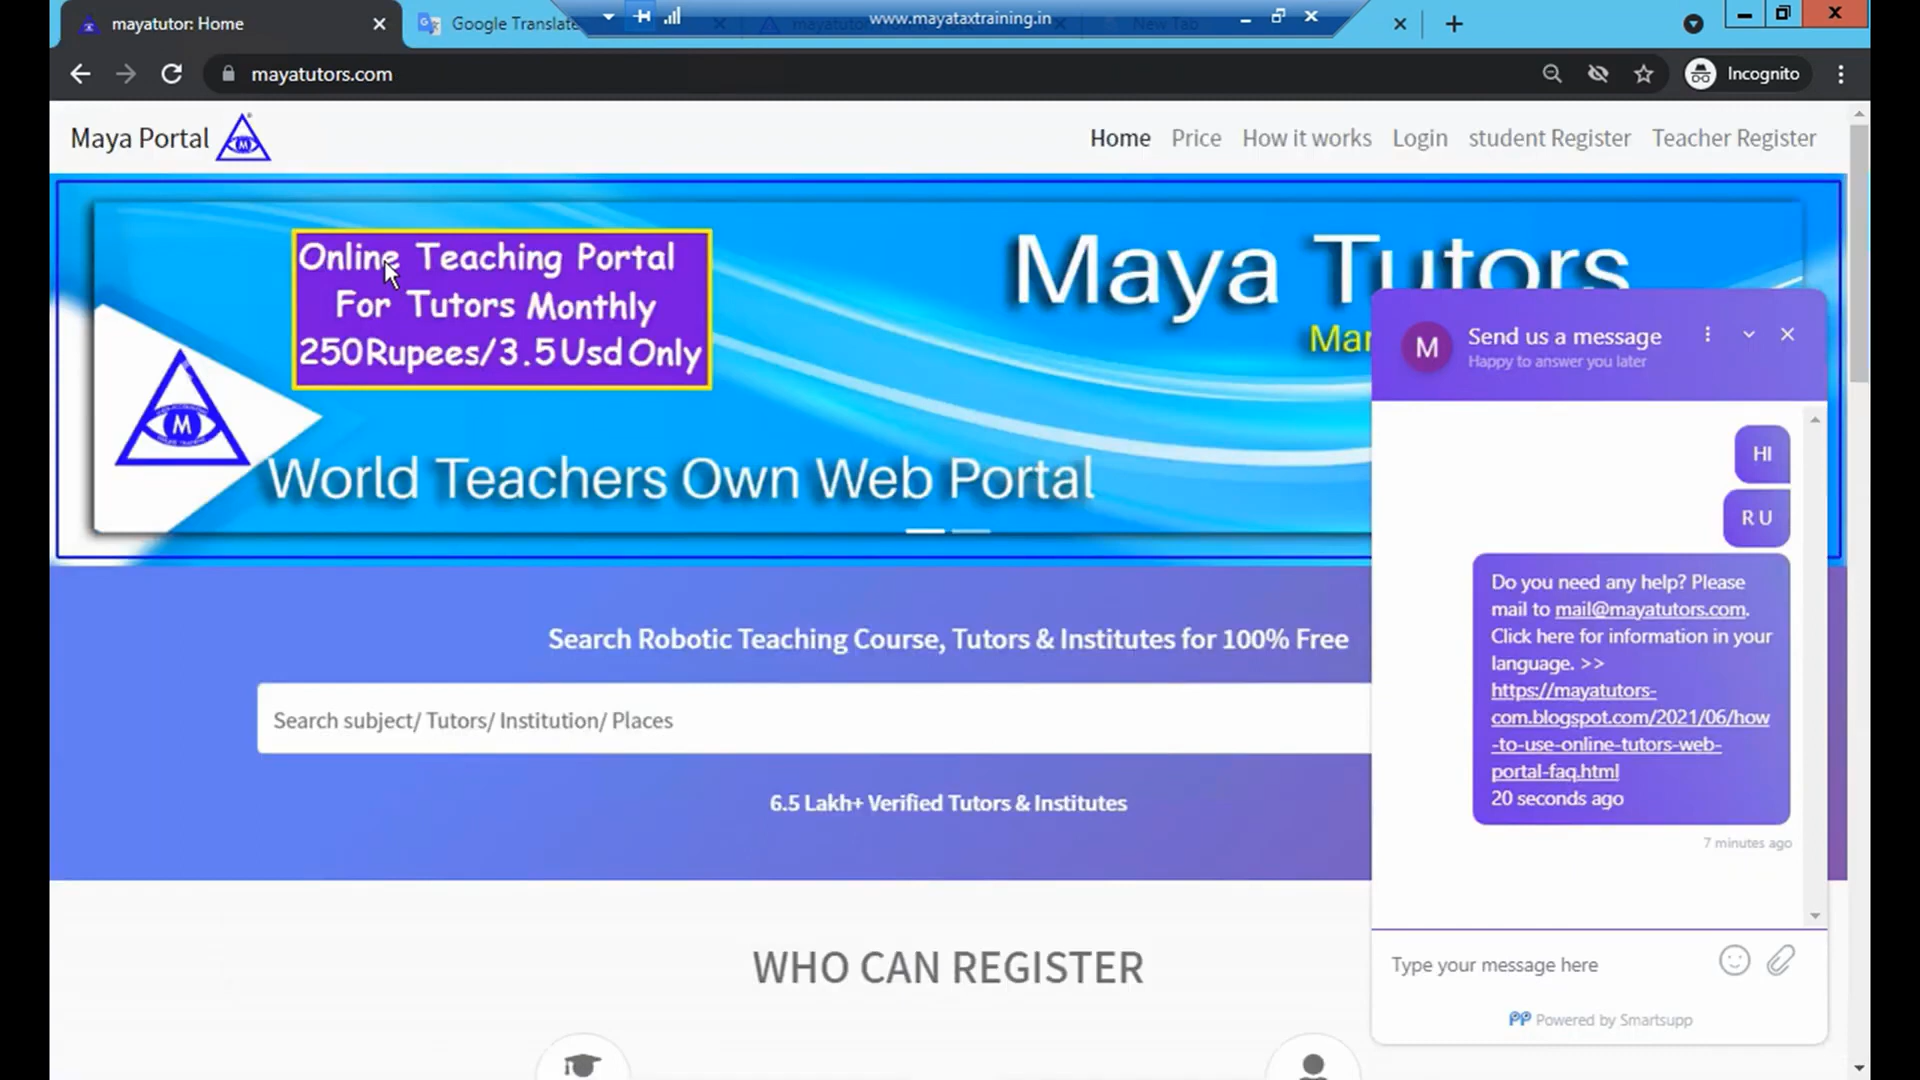 mayatutor: Home
Google Translate
www.mayataxtraining.in
New Tab
mayatutors.com
Incognito
Maya Portal
M
Home
Price
How it works
Login
student Register
Teacher Register
Online Teaching Portal
For Tutors Monthly
250Rupees/3.5Usd Only
Maya Tutors
M
World Teachers Own Web Portal
Search Robotic Teaching Course, Tutors & Institutes for 100% Free
Search subject/ Tutors/ Institution/ Places
6.5 Lakh+ Verified Tutors & Institutes
WHO CAN REGISTER
M
Send us a message
Happy to answer you later
HI
R U
Do you need any help? Please
mail to mail@mayatutors.com.
Click here for information in your
language. >>
https://mayatutors-
com.blogspot.com/2021/06/how
-to-use-online-tutors-web-
portal-faq.html
20 seconds ago
7 minutes ago
Type your message here
Powered by Smartsupp